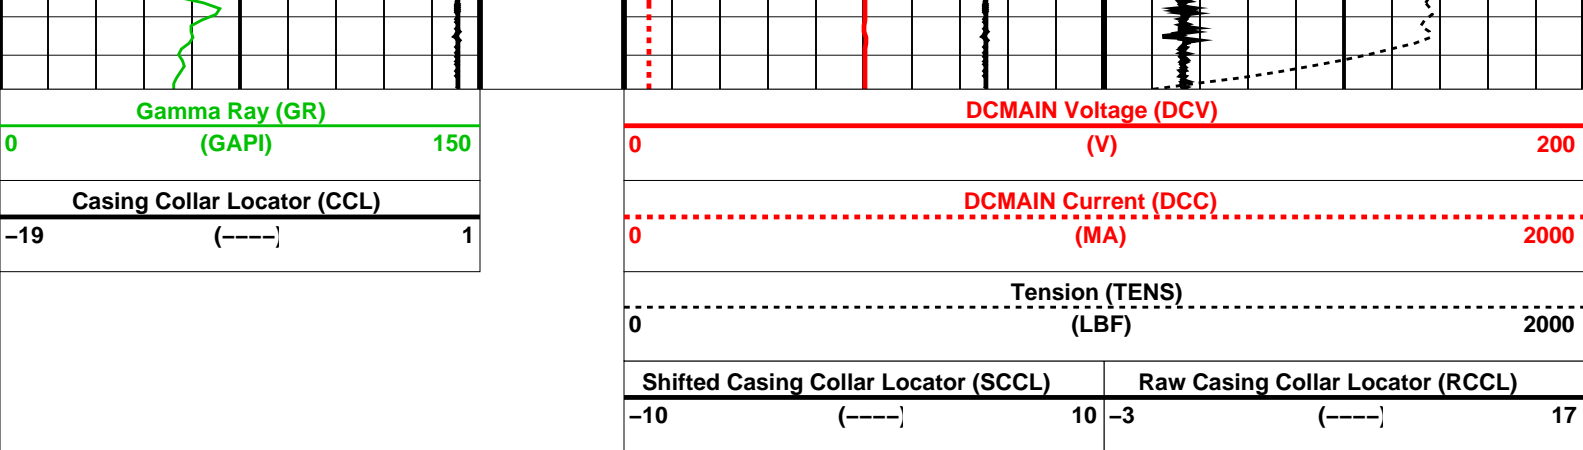 Gamma Ray (GR)
0 (GAPI) 150
Casing Collar Locator (CCL)
−19 (−−−−) 1
DCMAIN Voltage (DCV)
0 (V) 200
DCMAIN Current (DCC)
0 (MA) 2000
Tension (TENS)
0 (LBF) 2000
Shifted Casing Collar Locator (SCCL)
−10 (−−−−) 10
Raw Casing Collar Locator (RCCL)
−3 (−−−−) 17